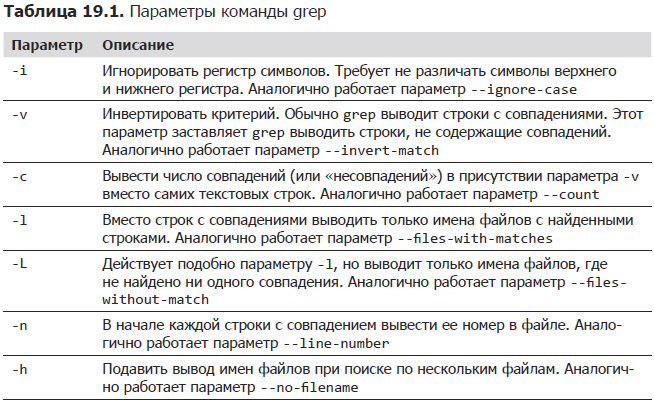 Таблица 19.1. Параметры команды grep
Параметр Описание
-i Игнорировать регистр символов. Требует не различать символы верхнего
и нижнего регистра. Аналогично работает параметр --ignore-case
-v Инвертировать критерий. Обычно grep выводит строки с совпадениями. Этот
параметр заставляет grep выводить строки, не содержащие совпадений.
Аналогично работает параметр --invert-match
-c Вывести число совпадений (или «несовпадений») в присутствии параметра -v
вместо самих текстовых строк. Аналогично работает параметр --count
-l Вместо строк с совпадениями выводить только имена файлов с найденными
строками. Аналогично работает параметр --files-with-matches
-L Действует подобно параметру -l, но выводит только имена файлов, где
не найдено ни одного совпадения. Аналогично работает параметр --files-
without-match
-n В начале каждой строки с совпадением вывести ее номер в файле. Анало-
гично работает параметр --line-number
-h Подавить вывод имен файлов при поиске по нескольким файлам. Аналогич-
но работает параметр --no-filename